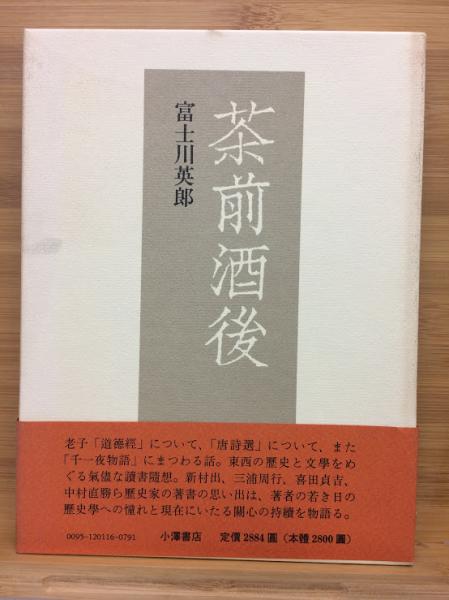 茶前酒後
富士川英郎
老子「道德經」について、「唐詩選」について、また
「千一夜物語」にまつわる話。東西の歷史と文學をめ
ぐる氣儘な讀書隨想。新村出、三浦周行、喜田貞吉、
中村直勝ら歷史家の著書の思い出は、著者の若き日の
歷史學への憧れと現在にいたる關心の持續を物語る。
0095-120116-0791 小澤書店 定價2884圓(本體2800圓)